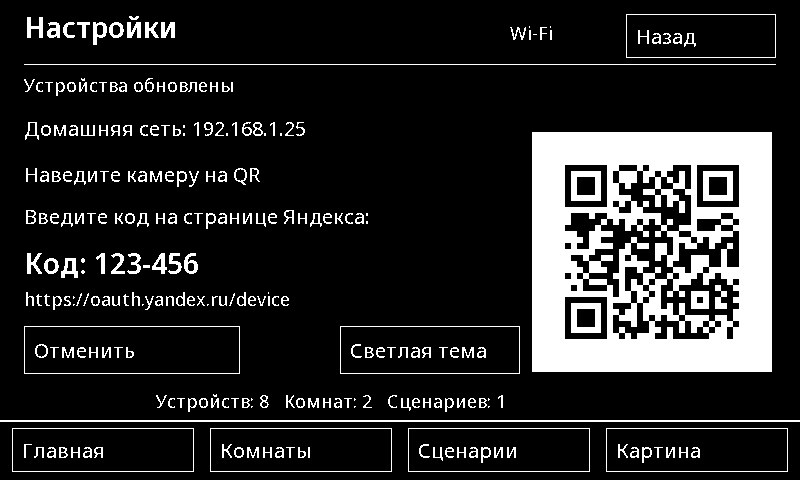 Настройки
Wi-Fi
Назад
Устройства обновлены
Домашняя сеть: 192.168.1.25
Наведите камеру на QR
Введите код на странице Яндекса:
Код: 123-456
https://oauth.yandex.ru/device
Отменить
Светлая тема
Устройств: 8 Комнат: 2 Сценариев: 1
Главная
Комнаты
Сценарии
Картина